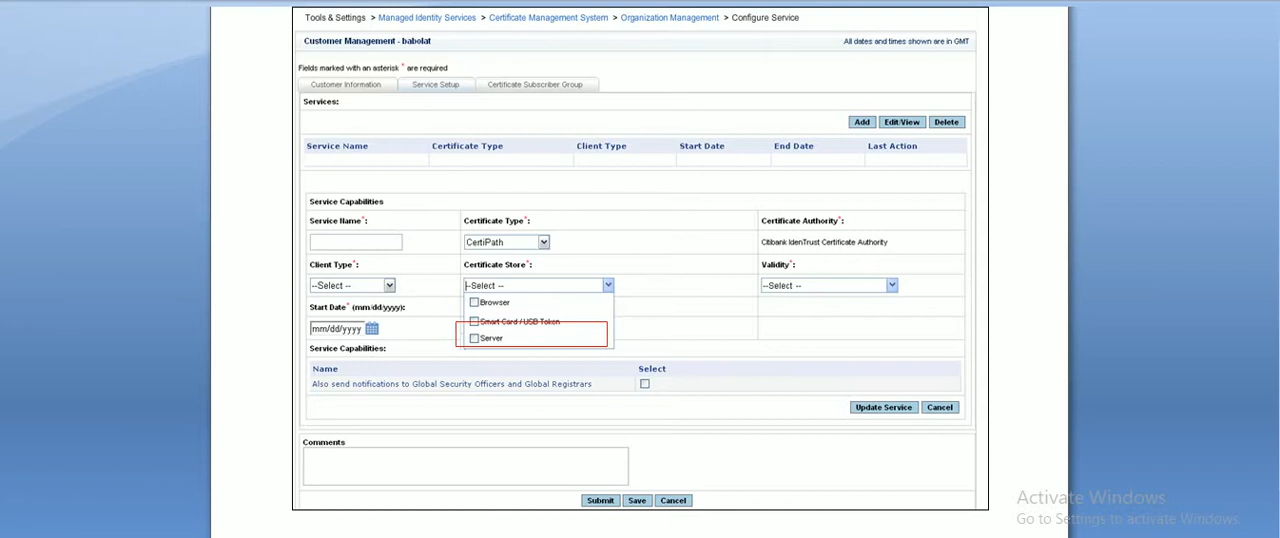 Tools & Settings > Managed Identity Services > Certificate Management System > Organization Management > Configure Service
Customer Management - babolat All dates and times shown are in GMT
Fields marked with an asterisk * are required
Customer Information Service Setup Certificate Subscriber Group
Services:
Add Edit/View Delete
Service Name Certificate Type Client Type Start Date End Date Last Action
Service Capabilities
Service Name*: Certificate Type*: Certificate Authority*:
CertiPath Citibank IdenTrust Certificate Authority
Client Type*: Certificate Store*: Validity*:
--Select -- --Select -- --Select --
Browser
Start Date* (mm/dd/yyyy):
Smart Card / USB Token
mm/dd/yyyy
Server
Service Capabilities:
Name Select
Also send notifications to Global Security Officers and Global Registrars
Update Service Cancel
Comments
Submit Save Cancel
Activate Windows
Go to Settings to activate Windows.